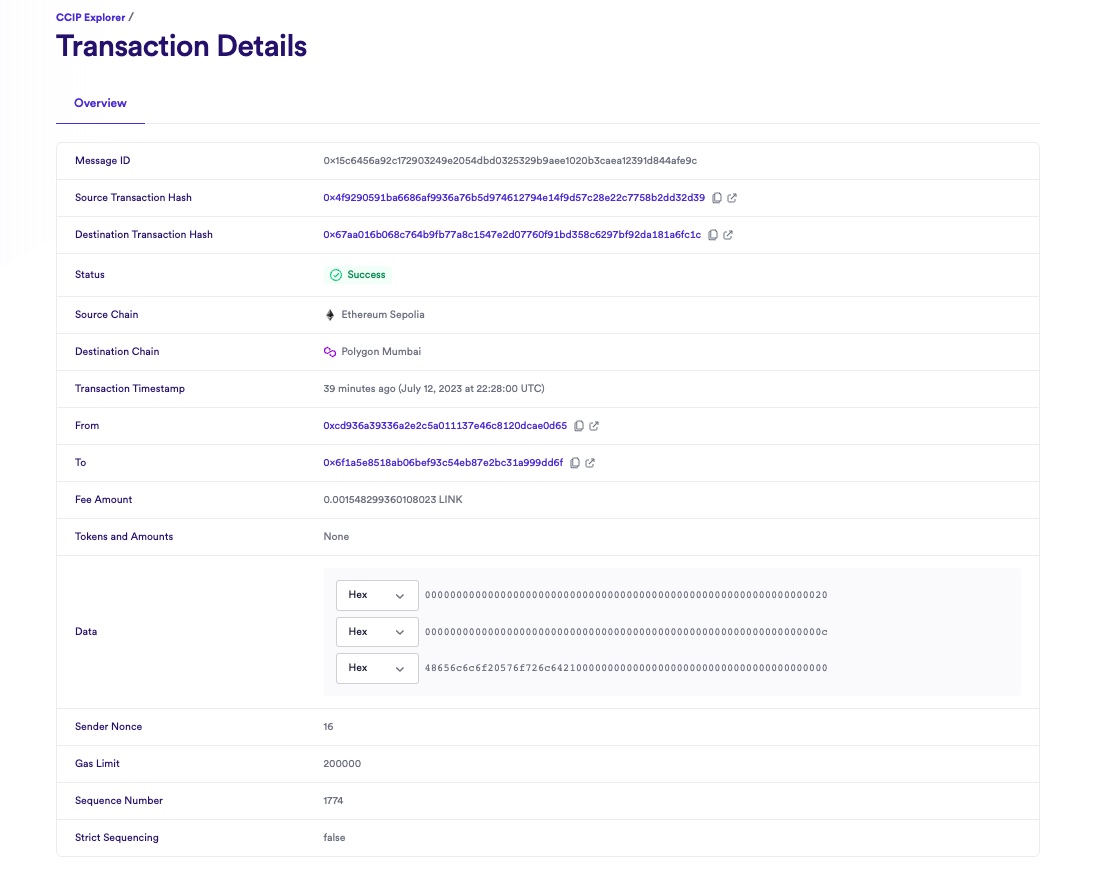 CCIP Explorer /
Transaction Details
Overview
Message ID 0x15c6456a92c172903249e2054dbd0325329b9aee1020b3caea12391d844afe9c
Source Transaction Hash 0x4f9290591ba6686af9936a76b5d974612794e14f9d57c28e22c7758b2dd32d39
Destination Transaction Hash 0x67aa016b068c764b9fb77a8c1547e2d07760f91bd358c6297bf92da181a6fc1c
Status Success
Source Chain Ethereum Sepolia
Destination Chain Polygon Mumbai
Transaction Timestamp 39 minutes ago (July 12, 2023 at 22:28:00 UTC)
From 0xcd936a39336a2e2c5a011137e46c8120dcae0d65
To 0x6f1a5e8518ab06bef93c54eb87e2bc31a999dd6f
Fee Amount 0.001548299360108023 LINK
Tokens and Amounts None
Data
Hex 0000000000000000000000000000000000000000000000000000000000000020
Hex 000000000000000000000000000000000000000000000000000000000000000c
Hex 48656c6c6f20576f726c64210000000000000000000000000000000000000000
Sender Nonce 16
Gas Limit 200000
Sequence Number 1774
Strict Sequencing false